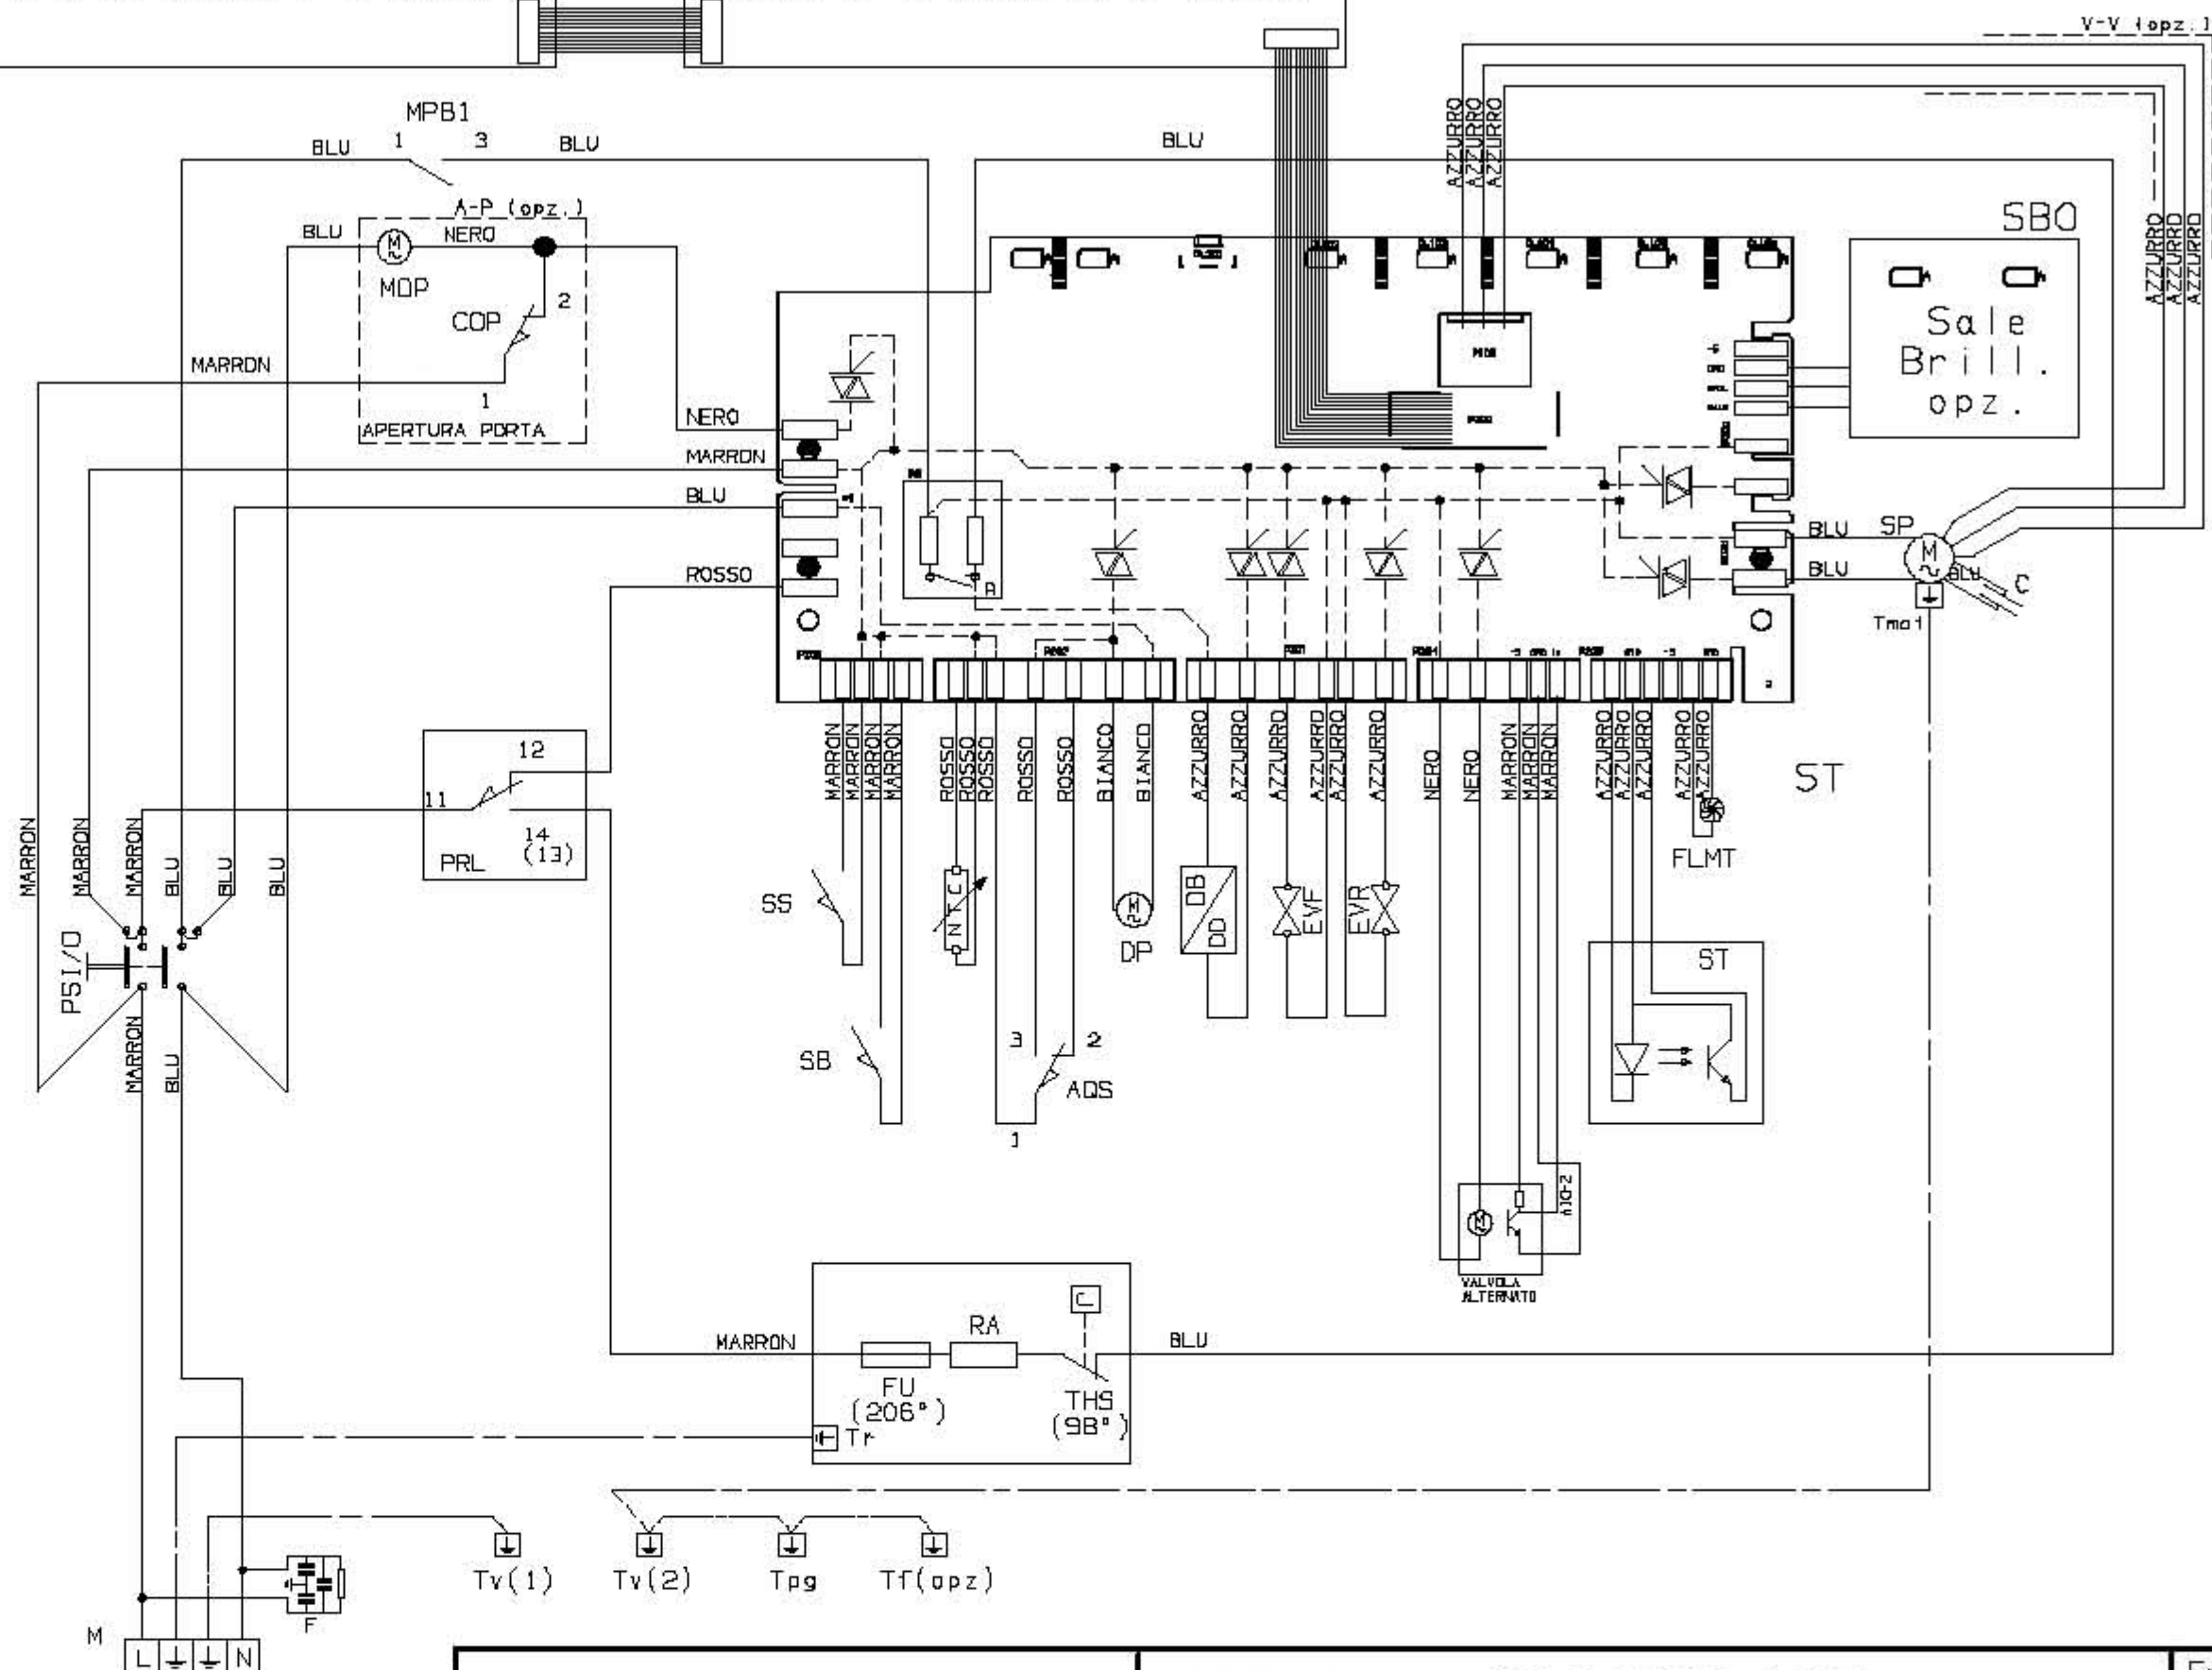 V-V (opz.)
MPB1
BLU
1
3
BLU
BLU
AZZURRO
AZZURRO
AZZURRO
A-P (opz.)
BLU
NERO
MOP
COP
2
MARRON
1
APERTURA PORTA
SBO
Sale
Brill.
opz.
AZZURRO
AZZURRO
AZZURRO
NERO
MARRON
BLU
ROSSO
R
BLU
SP
BLU
BLU
C
Tmot
MARRON
MARRON
MARRON
MARRON
ROSSO
ROSSO
ROSSO
ROSSO
ROSSO
BIANCO
BIANCO
AZZURRO
AZZURRO
AZZURRO
AZZURRO
AZZURRO
AZZURRO
NERO
NERO
MARRON
MARRON
MARRON
AZZURRO
AZZURRO
AZZURRO
AZZURRO
AZZURRO
ST
12
11
14
(13)
PRL
FLMT
MARRON
MARRON
MARRON
BLU
BLU
BLU
SS
NTC
DP
DB
DD
EVF
EVR
PSI/O
ST
MARRON
BLU
SB
3
2
AQS
1
VALVOLA
ALTERNATO
MARRON
C
RA
BLU
FU
(206°)
THS
(98°)
Tr
Tv(1)
Tv(2)
Tpg
Tf(opz)
F
M
L
N